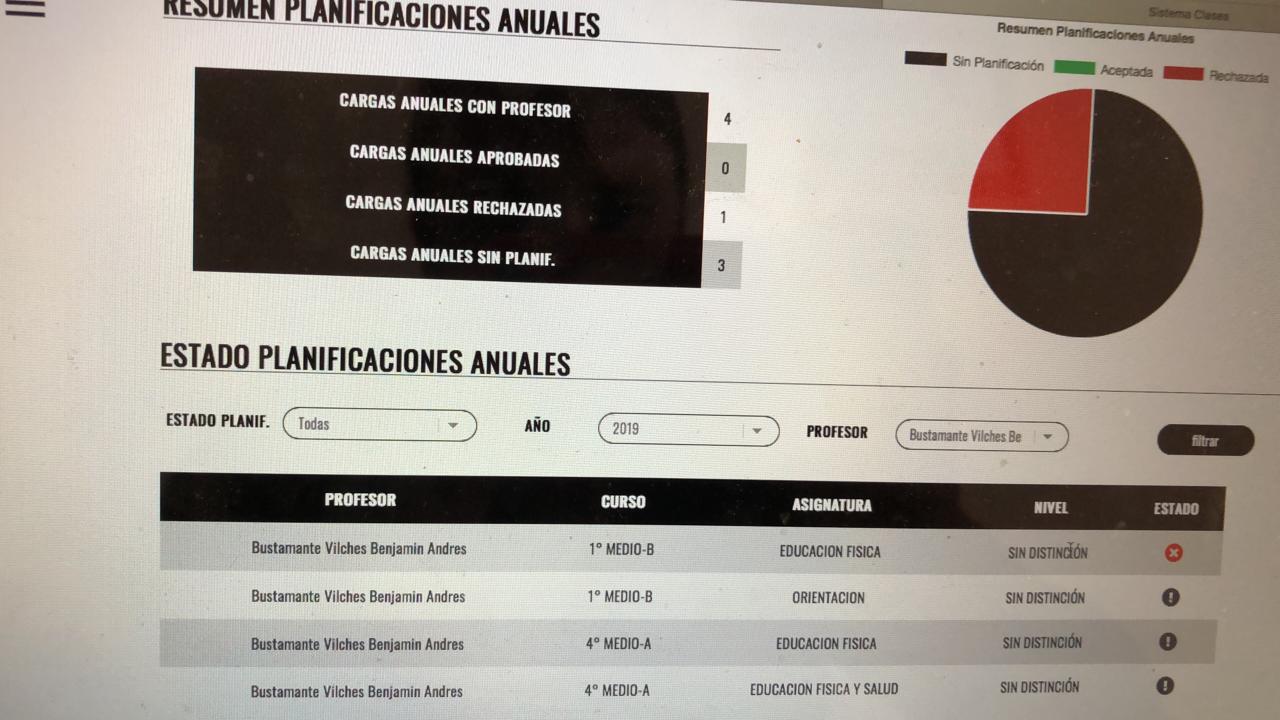 Sistema Clases
RESUMEN PLANIFICACIONES ANUALES
Resumen Planificaciones Anuales
Sin Planificación Aceptada Rechazada
CARGAS ANUALES CON PROFESOR 4
CARGAS ANUALES APROBADAS 0
CARGAS ANUALES RECHAZADAS 1
CARGAS ANUALES SIN PLANIF. 3
ESTADO PLANIFICACIONES ANUALES
ESTADO PLANIF. Todas AÑO 2019 PROFESOR Bustamante Vilches Be filtrar
PROFESOR CURSO ASIGNATURA NIVEL ESTADO
Bustamante Vilches Benjamin Andres 1° MEDIO-B EDUCACION FISICA SIN DISTINCIÓN
Bustamante Vilches Benjamin Andres 1° MEDIO-B ORIENTACION SIN DISTINCIÓN
Bustamante Vilches Benjamin Andres 4° MEDIO-A EDUCACION FISICA SIN DISTINCIÓN
Bustamante Vilches Benjamin Andres 4° MEDIO-A EDUCACION FISICA Y SALUD SIN DISTINCIÓN